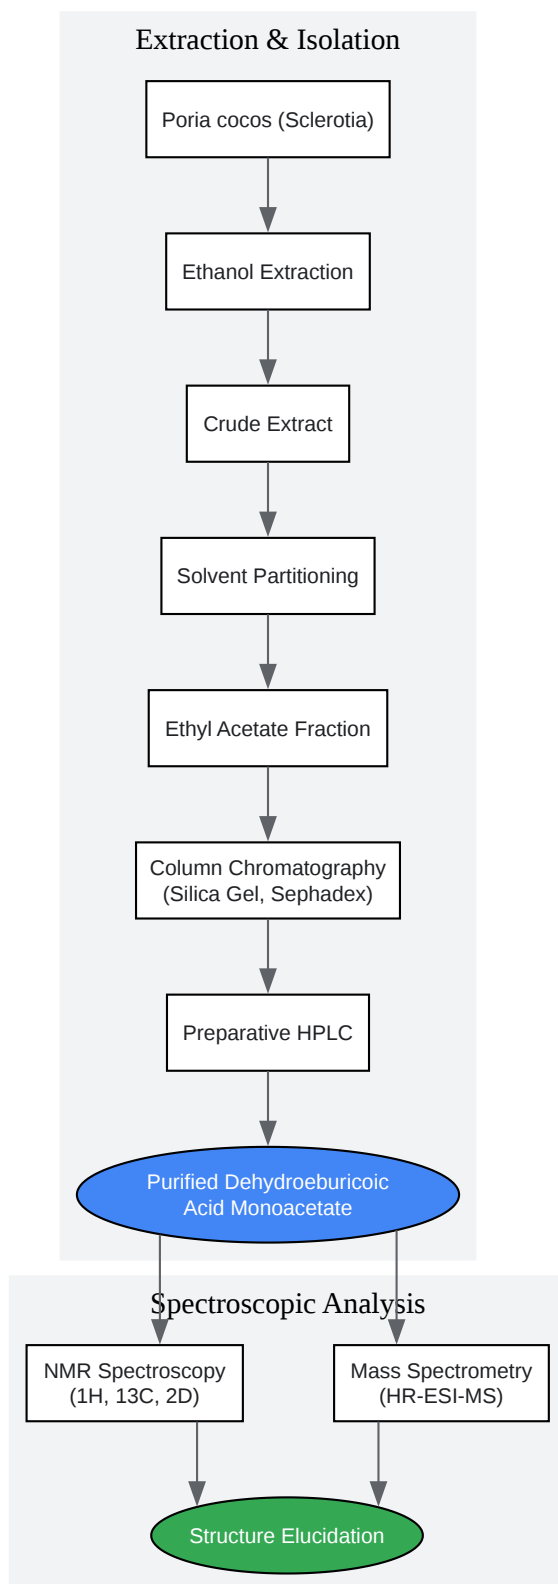 Extraction & Isolation
Poria cocos (Sclerotia)
Ethanol Extraction
Crude Extract
Solvent Partitioning
Ethyl Acetate Fraction
Column Chromatography
(Silica Gel, Sephadex)
Preparative HPLC
Purified Dehydroeburicoic
Acid Monoacetate
Spectroscopic Analysis
NMR Spectroscopy
(1H, 13C, 2D)
Mass Spectrometry
(HR-ESI-MS)
Structure Elucidation